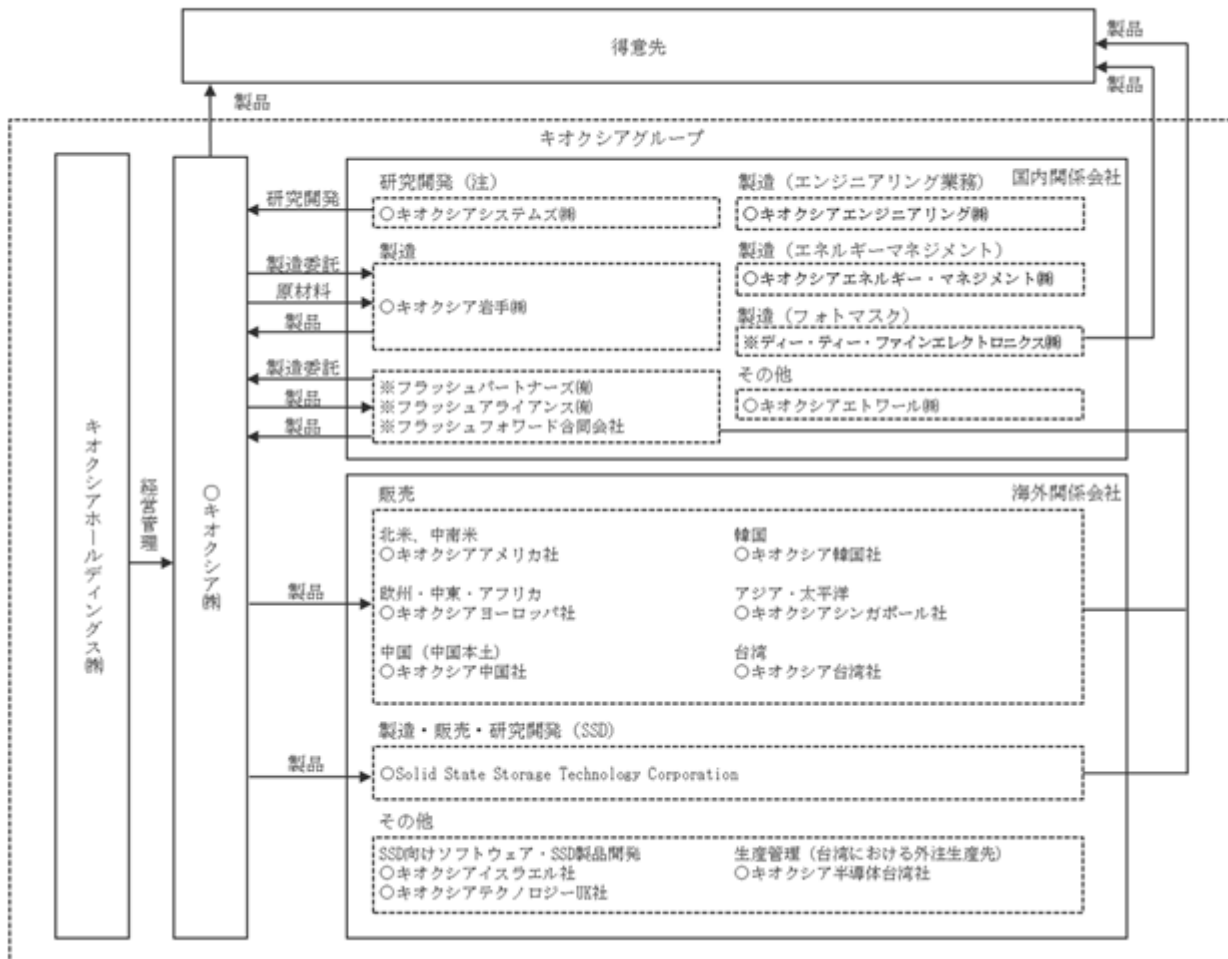 得意先
製品
製品
製品
キオクシアグループ
キオクシアホールディングス㈱
経営管理
○キオクシア㈱
国内関係会社
研究開発（注）
研究開発
○キオクシアシステムズ㈱
製造（エンジニアリング業務）
○キオクシアエンジニアリング㈱
製造
製造委託
原材料
製品
○キオクシア岩手㈱
製造（エネルギーマネジメント）
○キオクシアエネルギー・マネジメント㈱
製造（フォトマスク）
※ディー・ティー・ファインエレクトロニクス㈱
製造委託
製品
製品
※フラッシュパートナーズ㈲
※フラッシュアライアンス㈲
※フラッシュフォワード合同会社
その他
○キオクシアエトワール㈱
海外関係会社
販売
製品
北米、中南米
○キオクシアアメリカ社
韓国
○キオクシア韓国社
欧州・中東・アフリカ
○キオクシアヨーロッパ社
アジア・太平洋
○キオクシアシンガポール社
中国（中国本土）
○キオクシア中国社
台湾
○キオクシア台湾社
製造・販売・研究開発（SSD）
製品
○Solid State Storage Technology Corporation
その他
SSD向けソフトウェア・SSD製品開発
○キオクシアイスラエル社
○キオクシアテクノロジーUK社
生産管理（台湾における外注生産先）
○キオクシア半導体台湾社